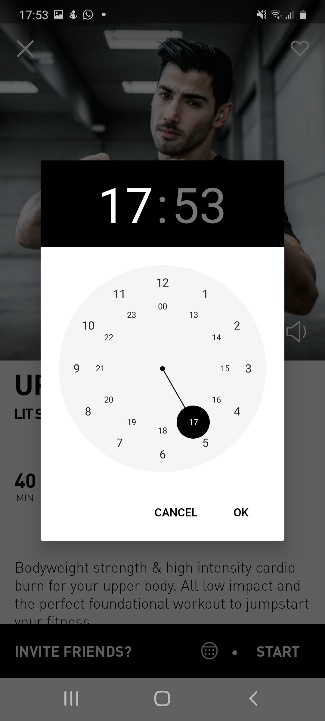 17:53
17:53
12
11
1
00
23
13
10
2
22
14
9
21
15
3
20
16
8
4
19
17
18
7
5
6
CANCEL
OK
LIT S
40
MIN
Bodyweight strength & high intensity cardio
burn for your upper body. All low impact and
the perfect foundational workout to jumpstart
your fitness.
INVITE FRIENDS?
START